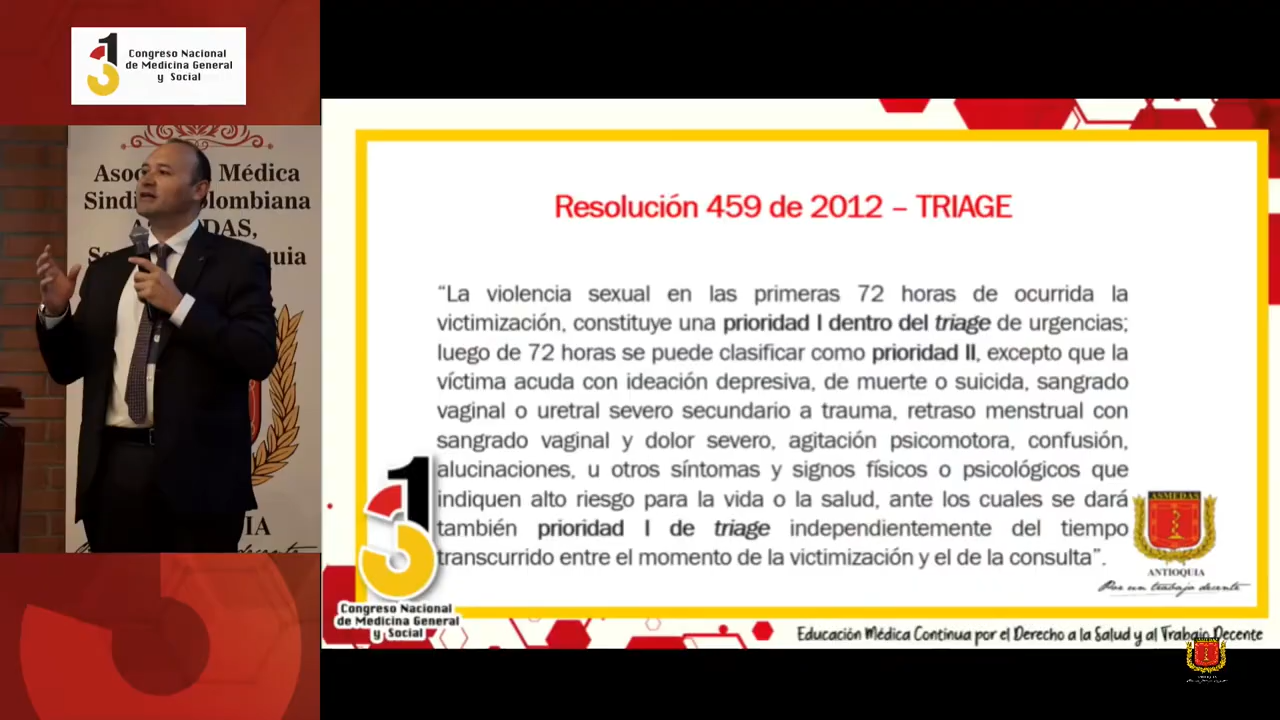 Congreso Nacional
de Medicina General
y Social
Médica
Sindi
lombiana
DAS,
quia
IA
Resolución 459 de 2012 – TRIAGE
“La violencia sexual en las primeras 72 horas de ocurrida la
victimización, constituye una prioridad I dentro del triage de urgencias;
luego de 72 horas se puede clasificar como prioridad II, excepto que la
víctima acuda con ideación depresiva, de muerte o suicida, sangrado
vaginal o uretral severo secundario a trauma, retraso menstrual con
sangrado vaginal y dolor severo, agitación psicomotora, confusión,
alucinaciones, u otros síntomas y signos físicos o psicológicos que
indiquen alto riesgo para la vida o la salud, ante los cuales se dará
también prioridad I de triage independientemente del tiempo
transcurrido entre el momento de la victimización y el de la consulta”.
ASMEDAS
ANTIOQUIA
Por un trabajo decente
Congreso Nacional
de Medicina General
y Social
Educación Médica Continua por el Derecho a la Salud y al Trabajo Decente